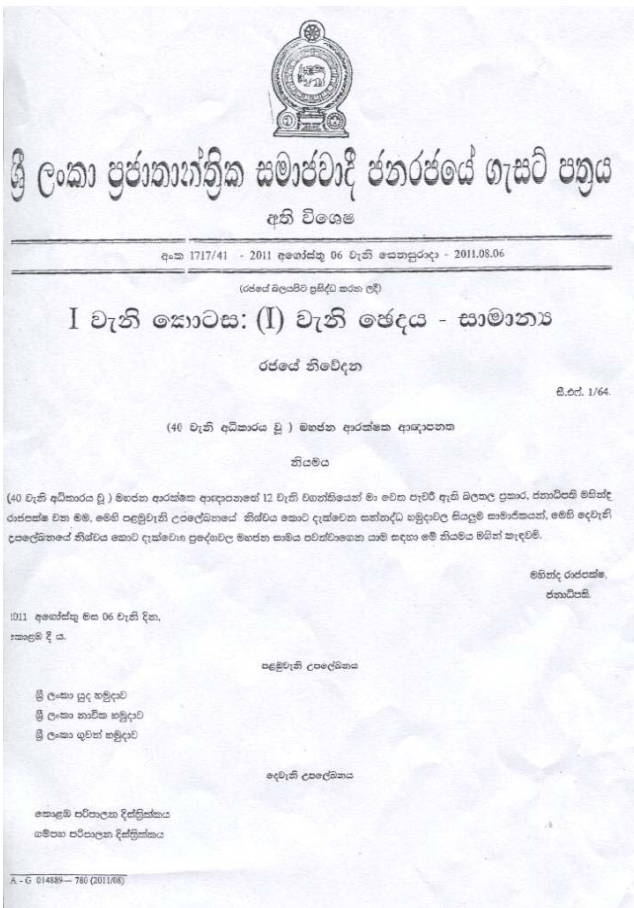 ශ්‍රී ලංකා ප්‍රජාතාන්ත්‍රික සමාජවාදී ජනරජයේ ගැසට් පත්‍රය
අති විශෙෂ
අංක 1717/41 - 2011 අගෝස්තු 06 වැනි සෙනසුරාදා - 2011.08.06
(රජයේ බලයපිට ප්‍රසිද්ධ කරන ලදී)
I වැනි කොටස: (I) වැනි ඡෙදය - සාමාන්‍ය
රජයේ නිවේදන
සී.එෆ්. 1/64.
(40 වැනි අධිකාරය වූ ) මහජන ආරක්ෂක ආඥාපනත
නියමය
(40 වැනි අධිකාරය වූ ) මහජන ආරක්ෂක ආඥාපනතේ 12 වැනි වගන්තියෙන් මා වෙත පැවරී ඇති බලතල ප්‍රකාර, ජනාධිපති මහින්ද
රාජපක්ෂ වන මම, මෙහි පළමුවැනි උපලේඛනයේ නිශ්චය කොට දැක්වෙන සන්නද්ධ හමුදාවල සියලුම සාමාජිකයන්, මෙහි දෙවැනි
උපලේඛනයේ නිශ්චය කොට දැක්වෙන ප්‍රදේශවල මහජන සාමය පවත්වාගෙන යාම සඳහා මේ නියමය මගින් කැඳවමි.
මහින්ද රාජපක්ෂ,
ජනාධිපති.
2011 අගෝස්තු මස 06 වැනි දින,
කොළඹ දී ය.
පළමුවැනි උපලේඛනය
ශ්‍රී ලංකා යුද හමුදාව
ශ්‍රී ලංකා නාවික හමුදාව
ශ්‍රී ලංකා ගුවන් හමුදාව
දෙවැනි උපලේඛනය
කොළඹ පරිපාලන දිස්ත්‍රික්කය
ගම්පහ පරිපාලන දිස්ත්‍රික්කය
A - G 014889— 780 (2011/08)